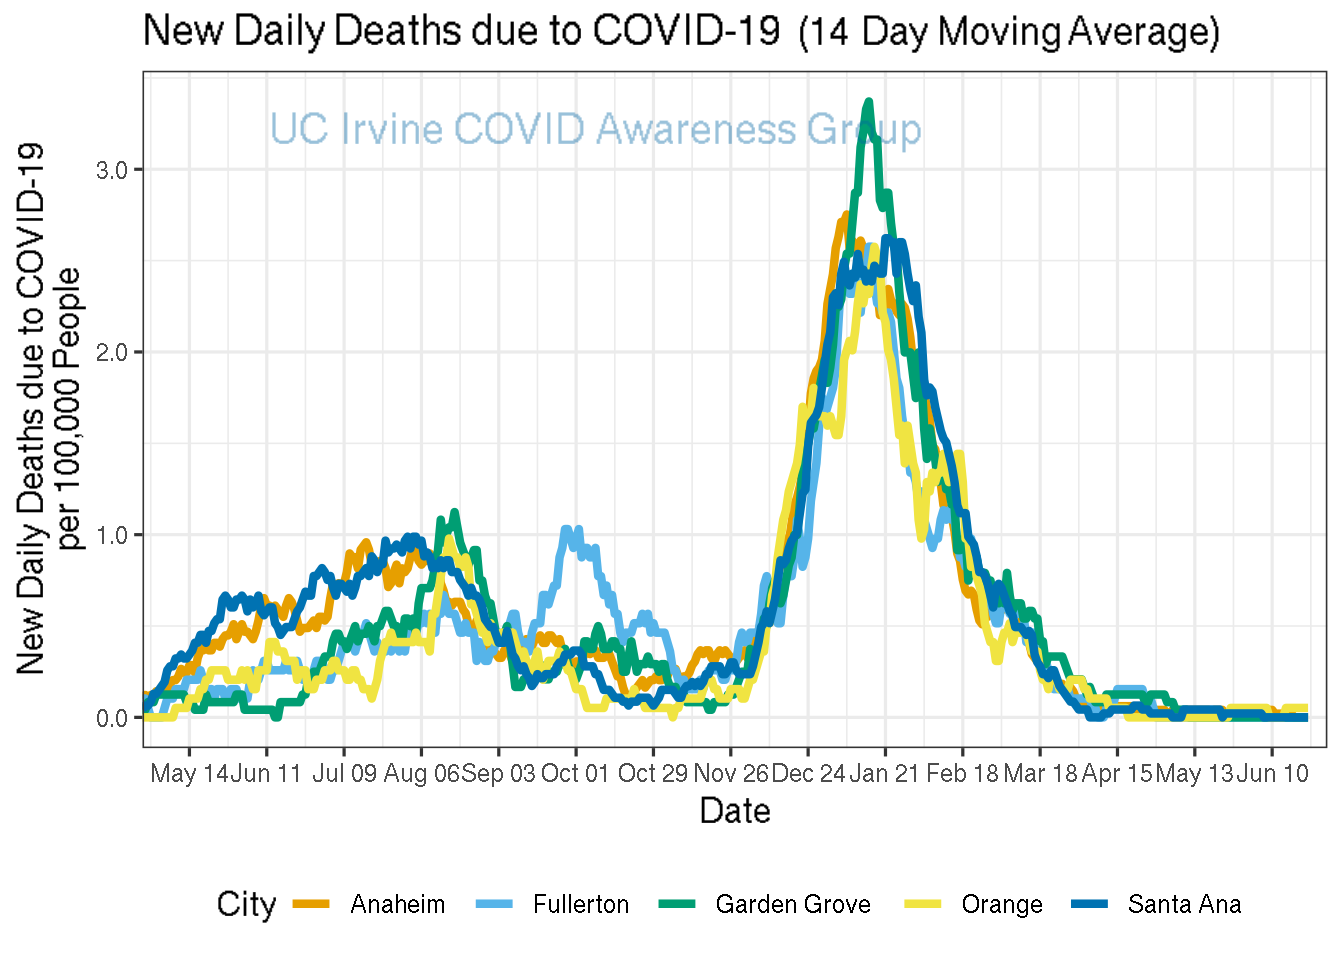 New Daily Deaths due to COVID-19 (14 Day Moving Average)
UC Irvine COVID Awareness Group
New Daily Deaths due to COVID-19
per 100,000 People
3.0
2.0
1.0
0.0
May 14 Jun 11 Jul 09 Aug 06 Sep 03 Oct 01 Oct 29 Nov 26 Dec 24 Jan 21 Feb 18 Mar 18 Apr 15 May 13 Jun 10
Date
City Anaheim Fullerton Garden Grove Orange Santa Ana